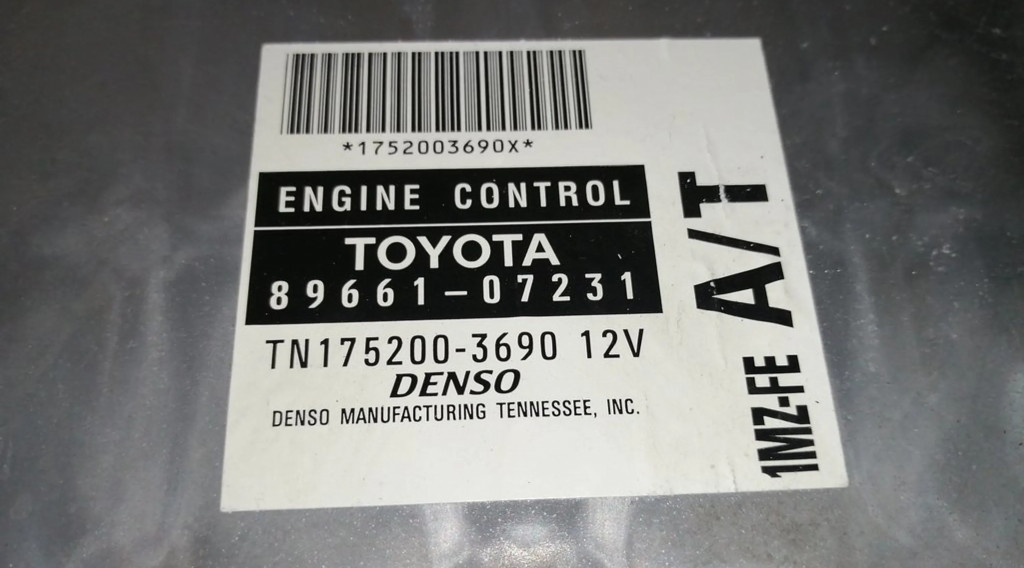 *1752003690X*
ENGINE CONTROL
TOYOTA
89661-07231
TN175200-3690 12V
DENSO
DENSO MANUFACTURING TENNESSEE, INC.
1MZ-FE A/T